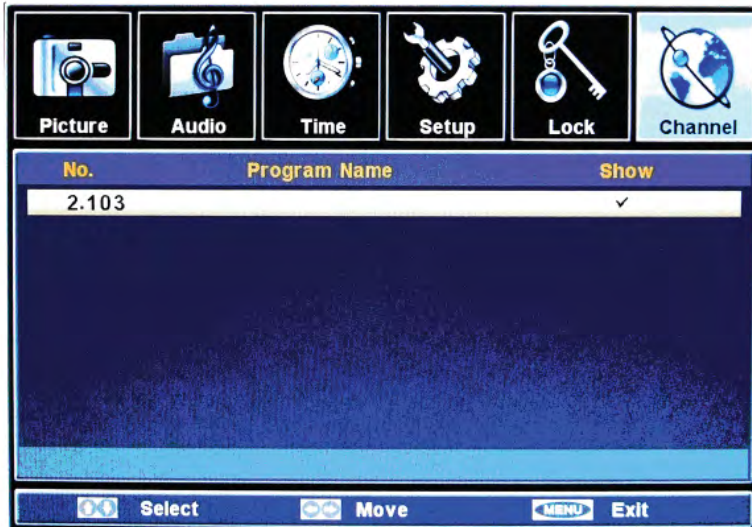 Picture Audio Time Setup Lock Channel
No. Program Name Show
2.103 ✓
Select Move MENU Exit